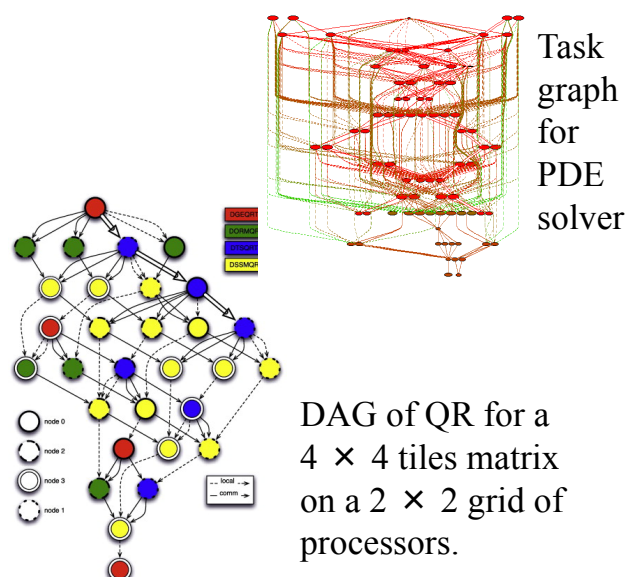 Task
graph
for
PDE
solver
DGEQRT
DORMQR
DSSMQR
node 0
node 2
node 3
node 1
local
comm
DAG of QR for a
4 × 4 tiles matrix
on a 2 × 2 grid of
processors.